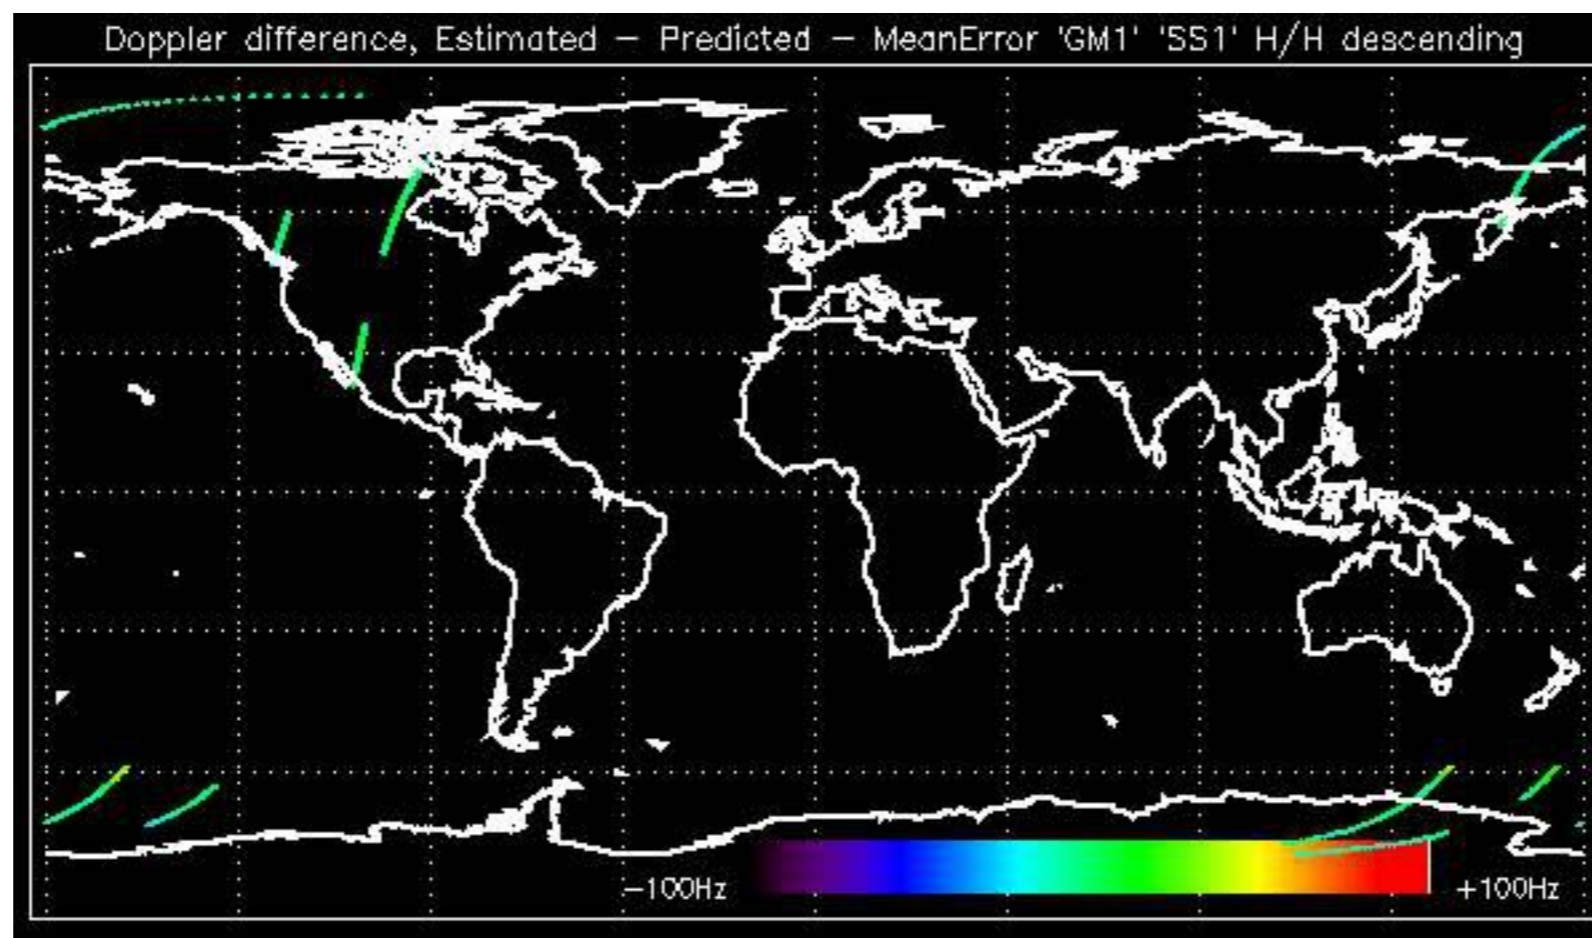 Doppler difference, Estimated – Predicted – MeanError 'GM1' 'SS1' H/H descending
–100Hz
+100Hz